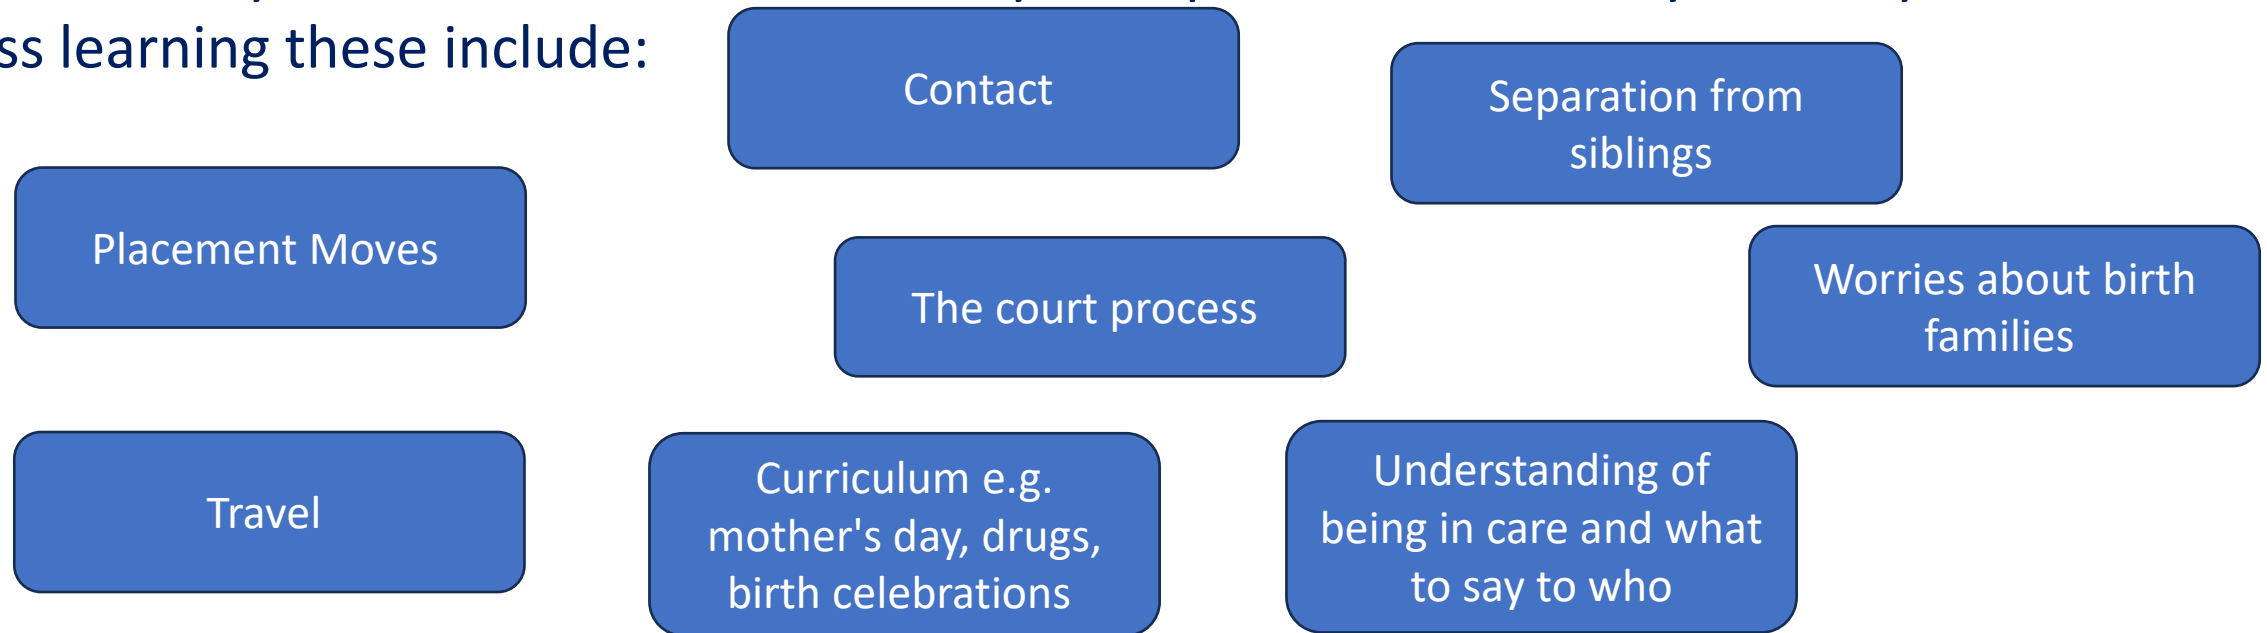 ss learning these include:
Contact
Separation from
siblings
Placement Moves
The court process
Worries about birth
families
Travel
Curriculum e.g.
mother's day, drugs,
birth celebrations
Understanding of
being in care and what
to say to who